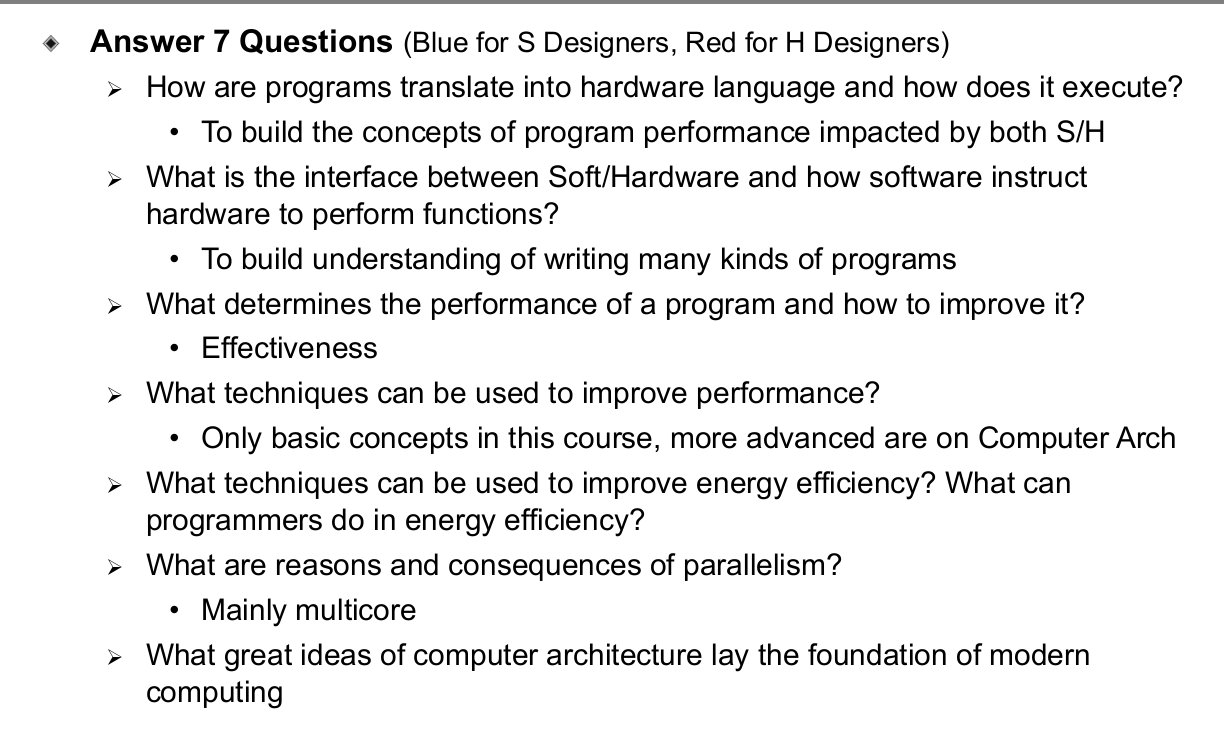 Answer 7 Questions (Blue for S Designers, Red for H Designers)
How are programs translate into hardware language and how does it execute?
• To build the concepts of program performance impacted by both S/H
What is the interface between Soft/Hardware and how software instruct
hardware to perform functions?
• To build understanding of writing many kinds of programs
What determines the performance of a program and how to improve it?
• Effectiveness
What techniques can be used to improve performance?
• Only basic concepts in this course, more advanced are on Computer Arch
What techniques can be used to improve energy efficiency? What can
programmers do in energy efficiency?
What are reasons and consequences of parallelism?
• Mainly multicore
What great ideas of computer architecture lay the foundation of modern
computing